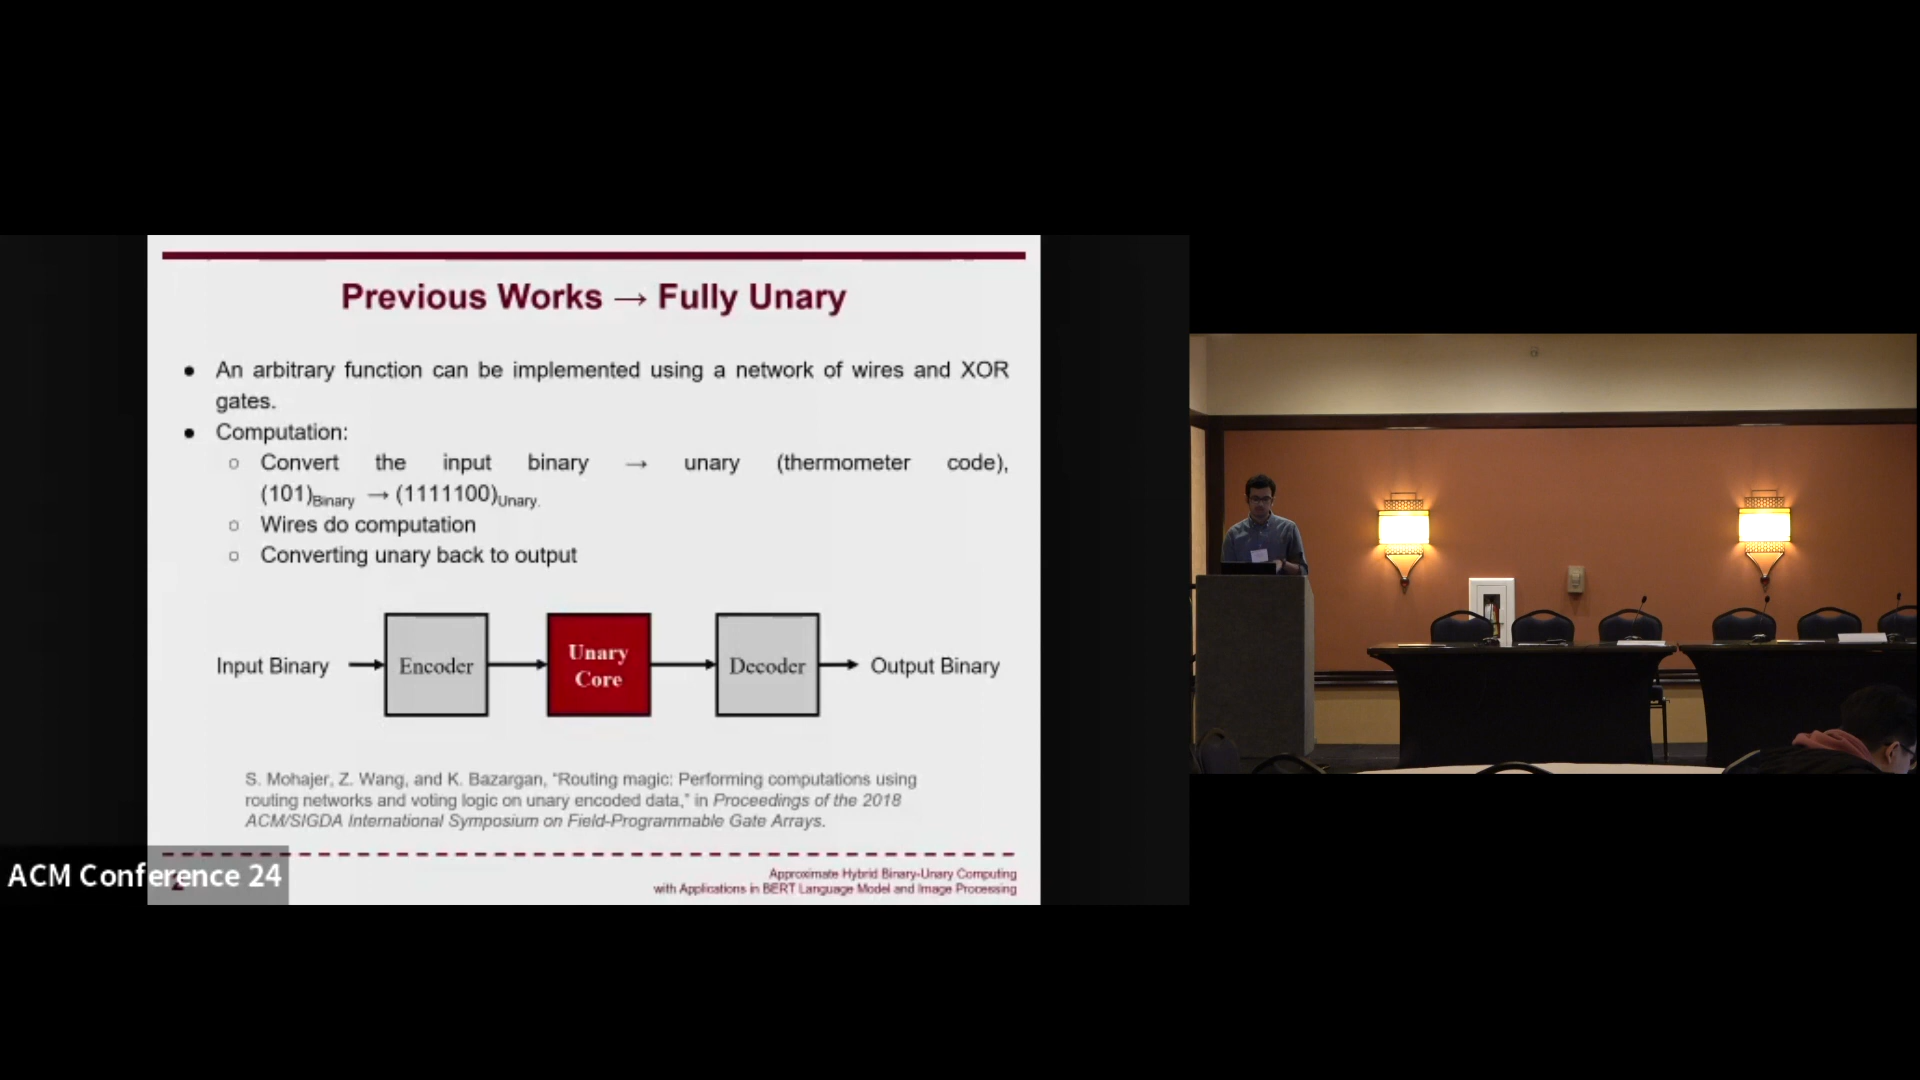 Previous Works → Fully Unary
● An arbitrary function can be implemented using a network of wires and XOR
gates.
● Computation:
○ Convert the input binary → unary (thermometer code),
(101)Binary → (1111100)Unary.
○ Wires do computation
○ Converting unary back to output
Input Binary
Encoder
Unary
Core
Decoder
Output Binary
S. Mohajer, Z. Wang, and K. Bazargan, “Routing magic: Performing computations using
routing networks and voting logic on unary encoded data,” in Proceedings of the 2018
ACM/SIGDA International Symposium on Field-Programmable Gate Arrays.
ACM Conference 24
2
Approximate Hybrid Binary-Unary Computing
with Applications in BERT Language Model and Image Processing